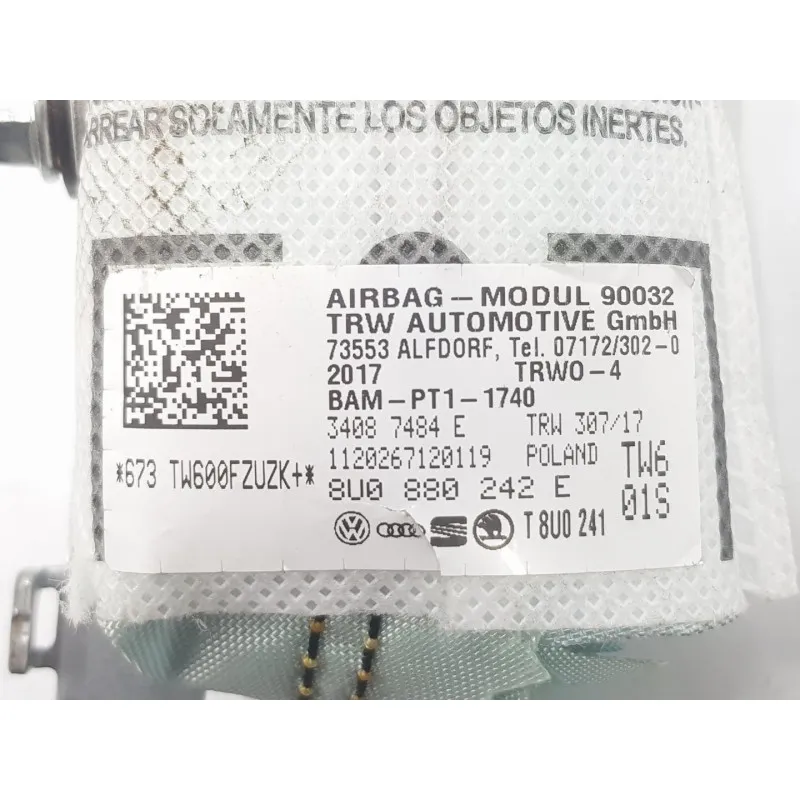 SOLAMENTE LOS OBJETOS INERTES.
AIRBAG - MODUL 90032
TRW AUTOMOTIVE GmbH
73553 ALFDORF, Tel. 07172/302-0
2017 TRWO-4
BAM-PT1-1740
3408 7484 E TRW 307/17
1120267120119 POLAND TW6
*673 TW600FZUZK+*
8U0 880 242 E 01S
T 8U0 241